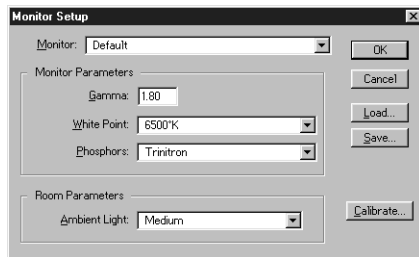 Monitor Setup
Monitor: Default
OK
Monitor Parameters
Cancel
Gamma: 1.80
Load...
White Point: 6500°K
Save...
Phosphors: Trinitron
Room Parameters
Ambient Light: Medium
Calibrate...